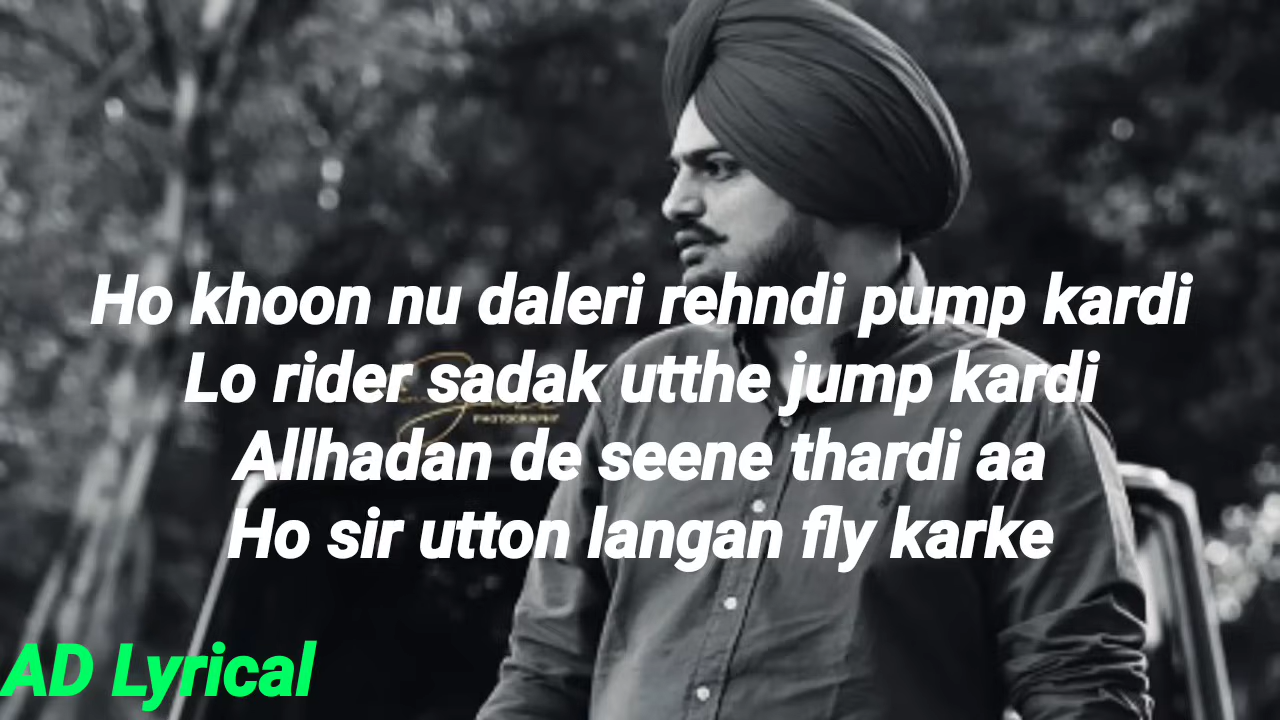 Ho khoon nu daleri rehndi pump kardi
Lo rider sadak utthe jump kardi
PHOTOGRAPHY
Allhadan de seene thardi aa
Ho sir utton langan fly karke
AD Lyrical